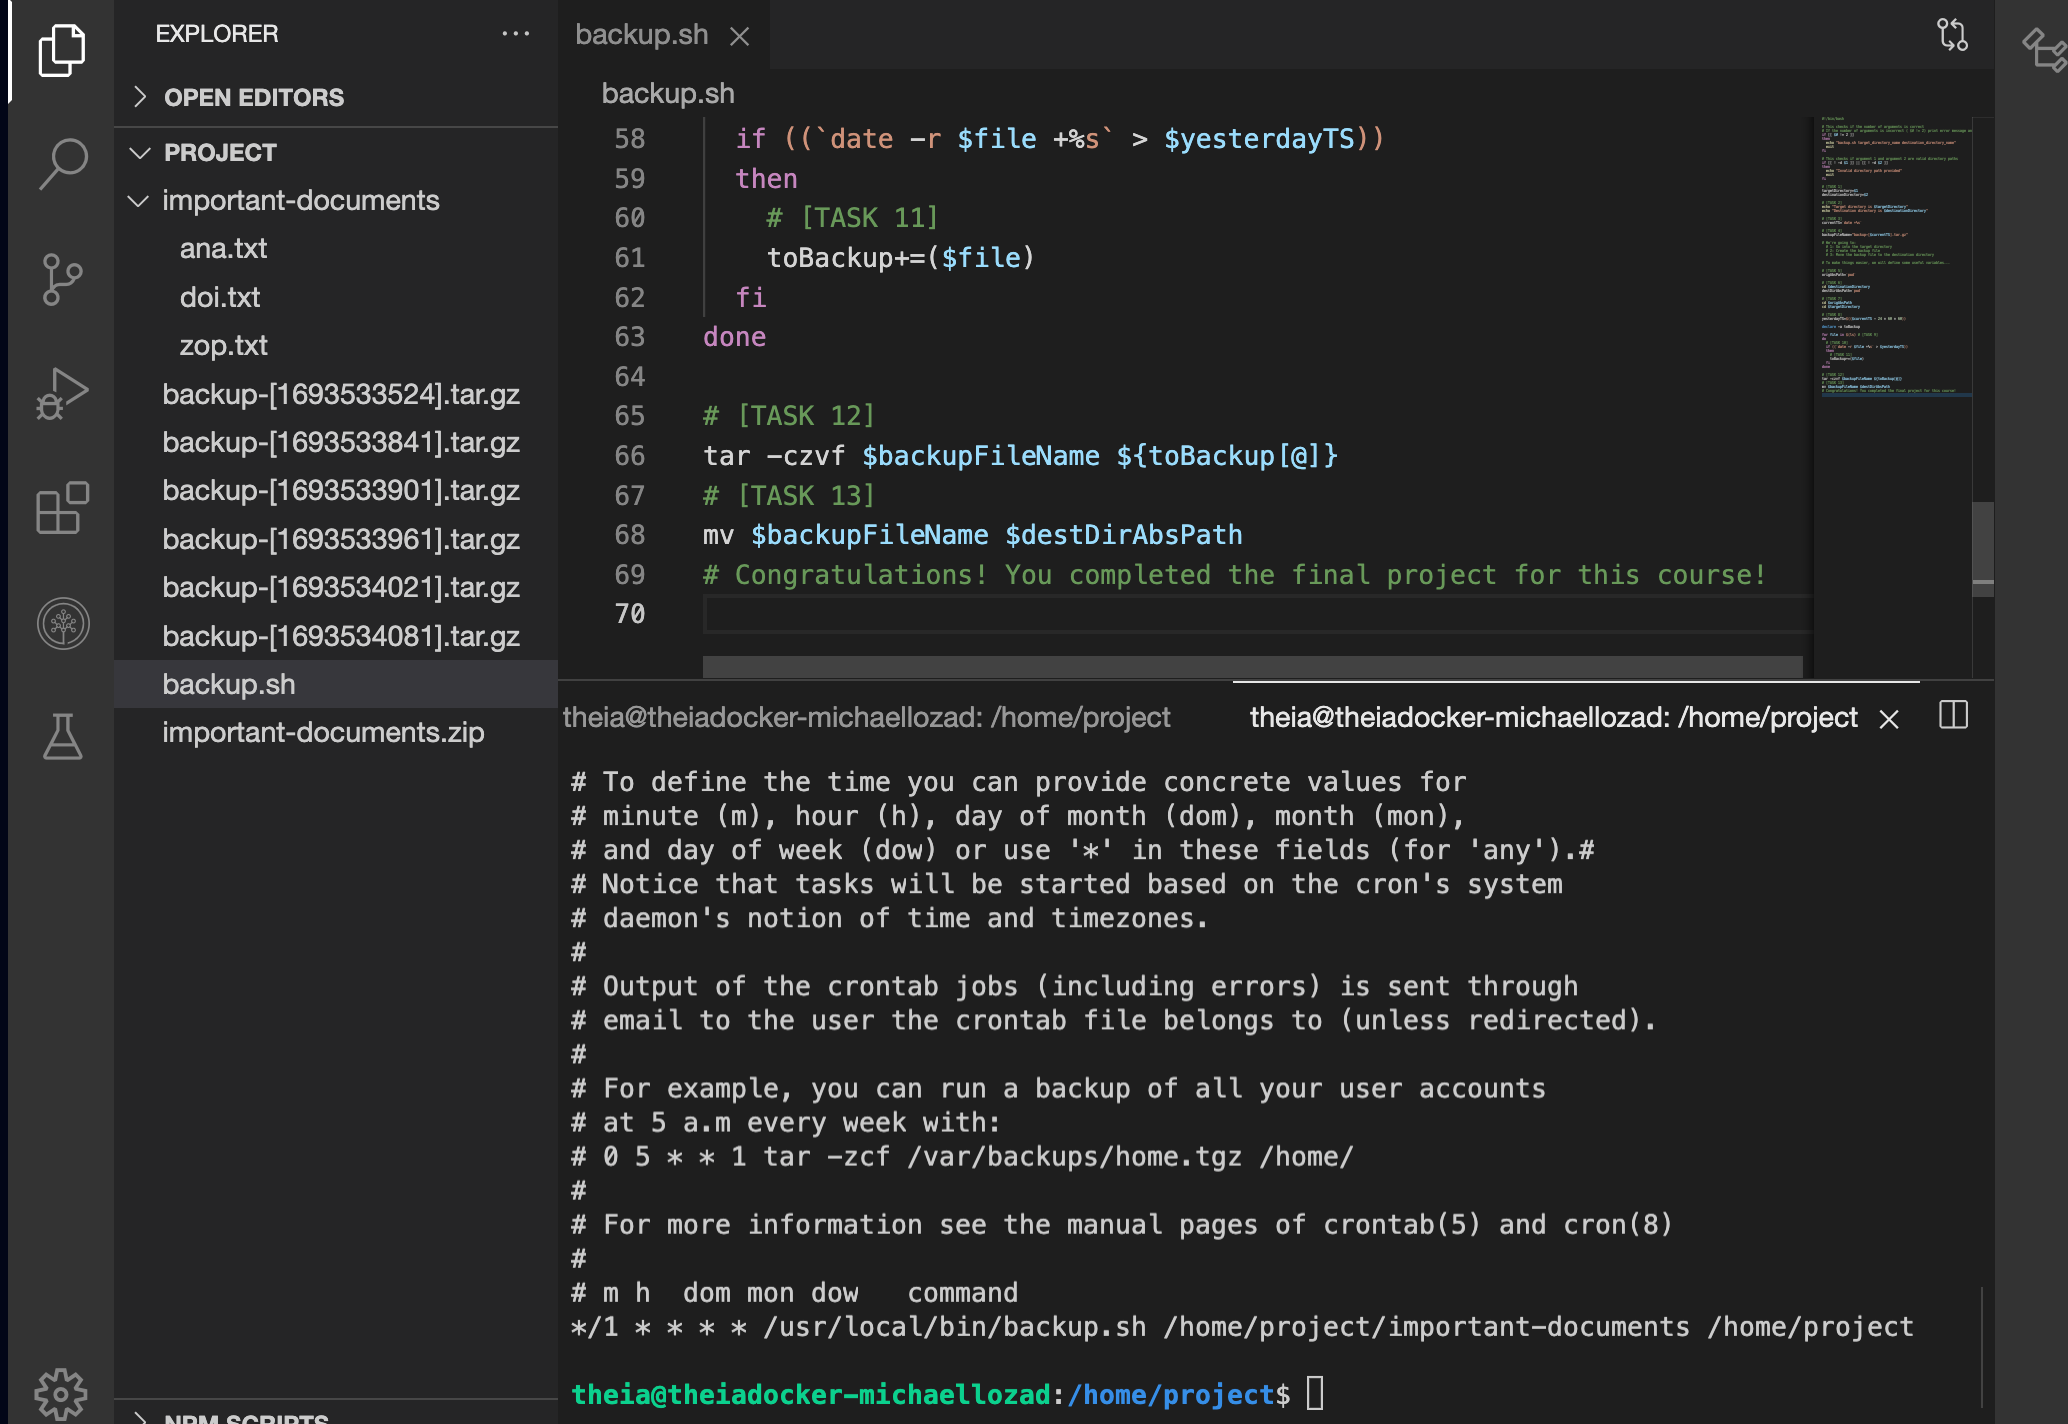 EXPLORER
OPEN EDITORS
PROJECT
important-documents
ana.txt
doi.txt
zop.txt
backup-[1693533524].tar.gz
backup-[1693533841].tar.gz
backup-[1693533901].tar.gz
backup-[1693533961].tar.gz
backup-[1693534021].tar.gz
backup-[1693534081].tar.gz
backup.sh
important-documents.zip
NPM SCRIPTS
backup.sh
backup.sh
58 if ((`date -r $file +%s` > $yesterdayTS))
59 then
60 # [TASK 11]
61 toBackup+=($file)
62 fi
63 done
64
65 # [TASK 12]
66 tar -czvf $backupFileName ${toBackup[@]}
67 # [TASK 13]
68 mv $backupFileName $destDirAbsPath
69 # Congratulations! You completed the final project for this course!
70
theia@theiadocker-michaellozad: /home/project
theia@theiadocker-michaellozad: /home/project
# To define the time you can provide concrete values for
# minute (m), hour (h), day of month (dom), month (mon),
# and day of week (dow) or use '*' in these fields (for 'any').#
# Notice that tasks will be started based on the cron's system
# daemon's notion of time and timezones.
#
# Output of the crontab jobs (including errors) is sent through
# email to the user the crontab file belongs to (unless redirected).
#
# For example, you can run a backup of all your user accounts
# at 5 a.m every week with:
# 0 5 * * 1 tar -zcf /var/backups/home.tgz /home/
#
# For more information see the manual pages of crontab(5) and cron(8)
#
# m h  dom mon dow   command
*/1 * * * * /usr/local/bin/backup.sh /home/project/important-documents /home/project
theia@theiadocker-michaellozad:/home/project$